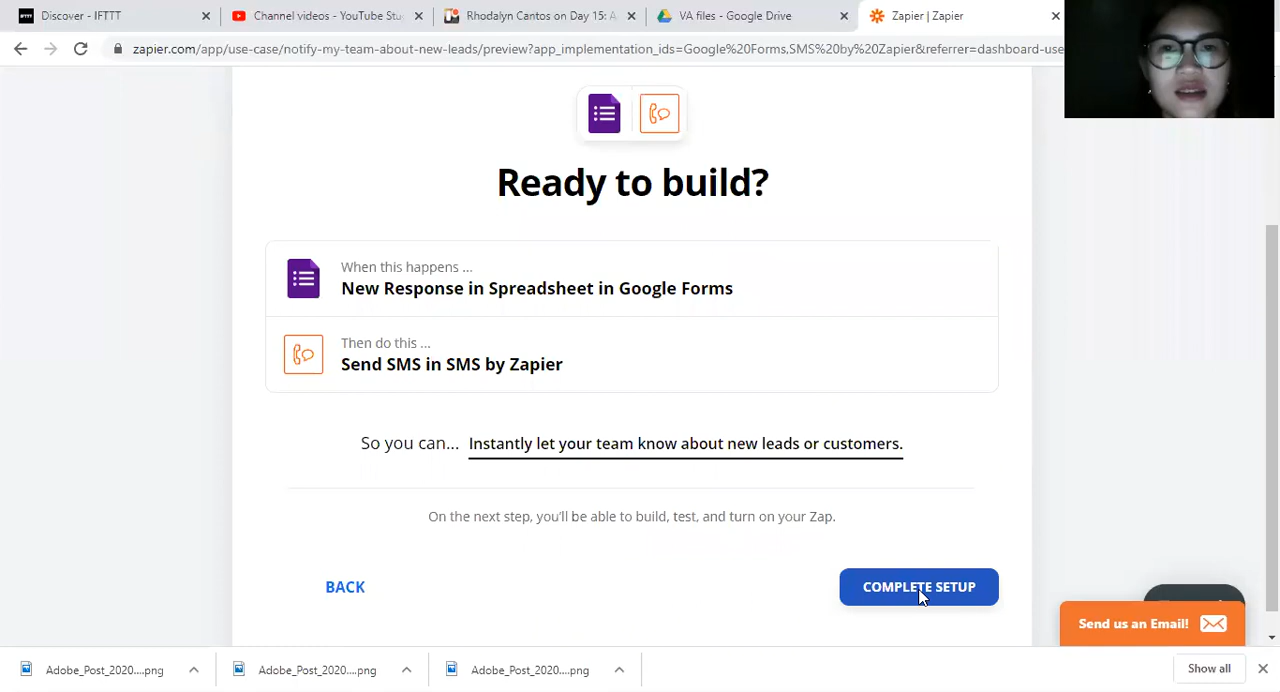 Discover - IFTTT
Channel videos - YouTube Stu
Rhodalyn Cantos on Day 15: A
VA files - Google Drive
Zapier | Zapier
zapier.com/app/use-case/notify-my-team-about-new-leads/preview?app_implementation_ids=Google%20Forms,SMS%20by%20Zapier&referrer=dashboard-use
Ready to build?
When this happens ...
New Response in Spreadsheet in Google Forms
Then do this ...
Send SMS in SMS by Zapier
So you can... Instantly let your team know about new leads or customers.
On the next step, you'll be able to build, test, and turn on your Zap.
BACK
COMPLETE SETUP
Send us an Email!
Adobe_Post_2020....png
Adobe_Post_2020....png
Adobe_Post_2020....png
Show all